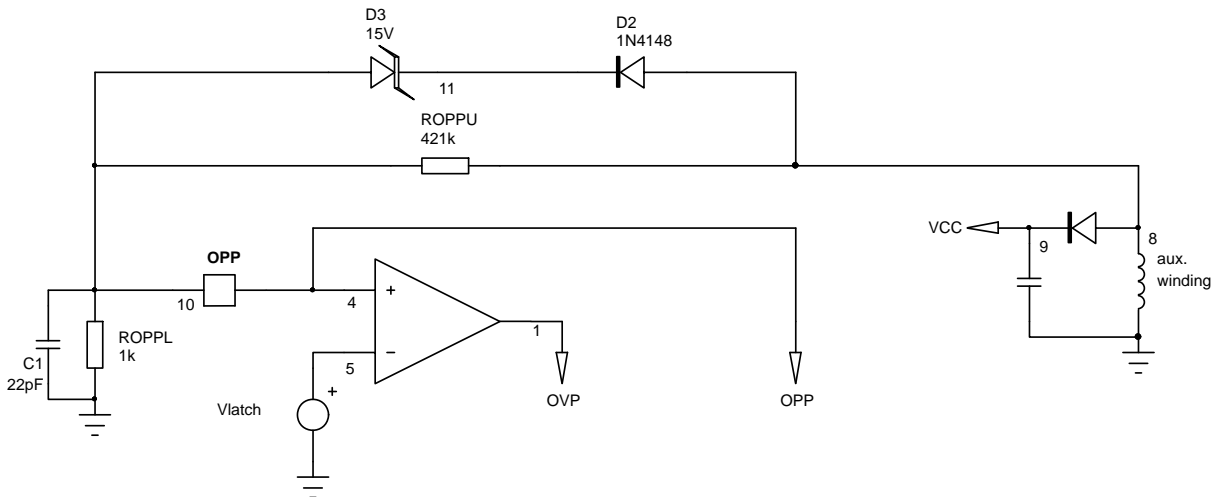 D3
15V
D2
1N4148
11
ROPPU
421k
VCC
9
8
aux.
winding
OPP
10
4
+
ROPPL
1k
1
C1
22pF
5
−
+
Vlatch
OVP
OPP